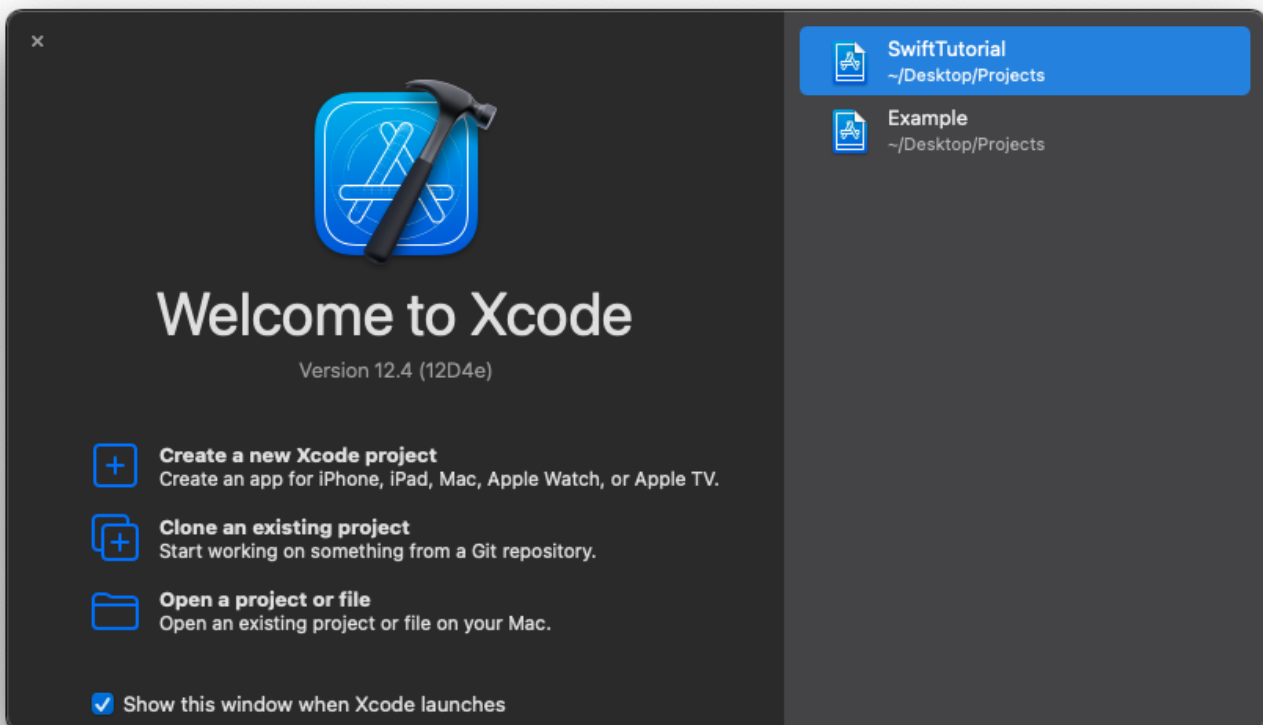 Welcome to Xcode
Version 12.4 (12D4e)
Create a new Xcode project
Create an app for iPhone, iPad, Mac, Apple Watch, or Apple TV.
Clone an existing project
Start working on something from a Git repository.
Open a project or file
Open an existing project or file on your Mac.
Show this window when Xcode launches
SwiftTutorial
~/Desktop/Projects
Example
~/Desktop/Projects